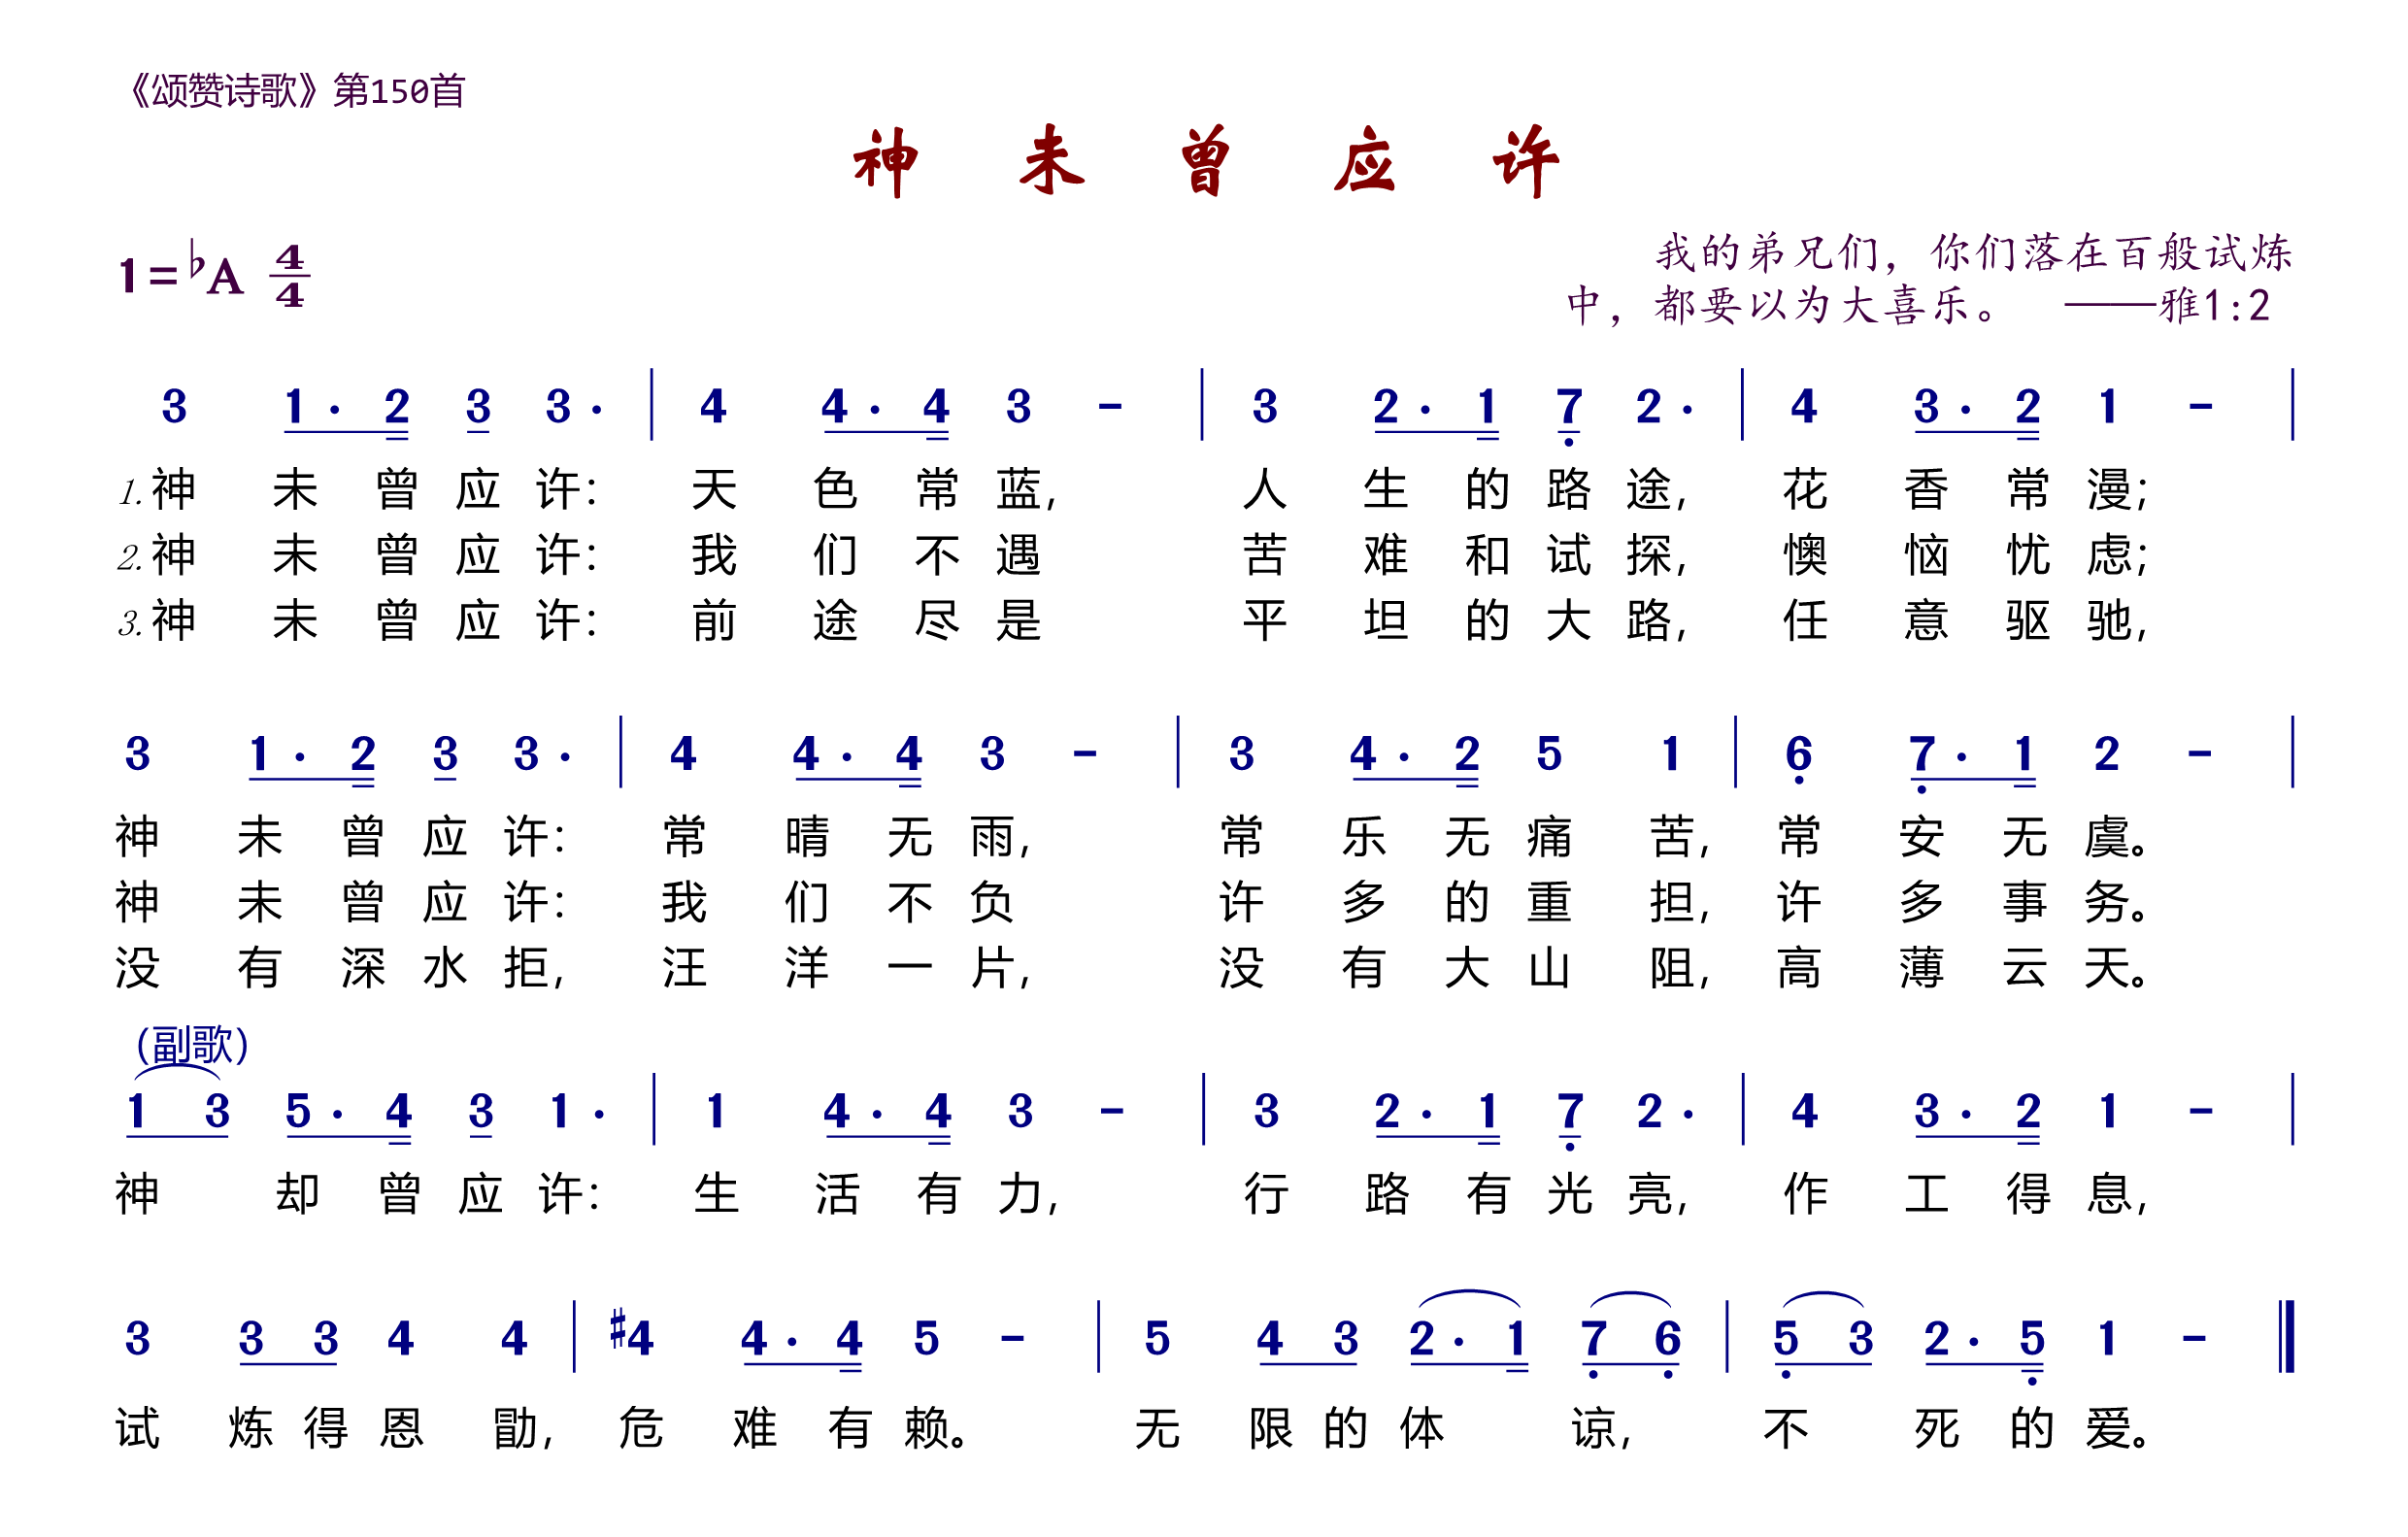 《颂赞诗歌》第150首
神 未 曾 应 许
1=♭A 4/4
我的弟兄们，你们落在百般试炼
中，都要以为大喜乐。 ——雅1:2
3 1· 2 3 3· | 4 4· 4 3 - | 3 2· 1 7 2· | 4 3· 2 1 - |
1.神 未 曾 应 许： 天 色 常 蓝， 人 生 的 路 途， 花 香 常 漫；
2.神 未 曾 应 许： 我 们 不 遇 苦 难 和 试 探， 懊 恼 忧 虑；
3.神 未 曾 应 许： 前 途 尽 是 平 坦 的 大 路， 任 意 驱 驰，
3 1· 2 3 3· | 4 4· 4 3 - | 3 4· 2 5 1 | 6 7· 1 2 - |
神 未 曾 应 许： 常 晴 无 雨， 常 乐 无 痛 苦， 常 安 无 虞。
神 未 曾 应 许： 我 们 不 负 许 多 的 重 担， 许 多 事 务。
没 有 深 水 拒， 汪 洋 一 片， 没 有 大 山 阻， 高 薄 云 天。
（副歌）
1 3 5· 4 3 1· | 1 4· 4 3 - | 3 2· 1 7 2· | 4 3· 2 1 - |
神 却 曾 应 许： 生 活 有 力， 行 路 有 光 亮， 作 工 得 息，
3 3 3 4 4 | #4 4· 4 5 - | 5 4 3 2· 1 7 6 | 5 3 2· 5 1 - ‖
试 炼 得 恩 勖， 危 难 有 赖。 无 限 的 体 谅， 不 死 的 爱。